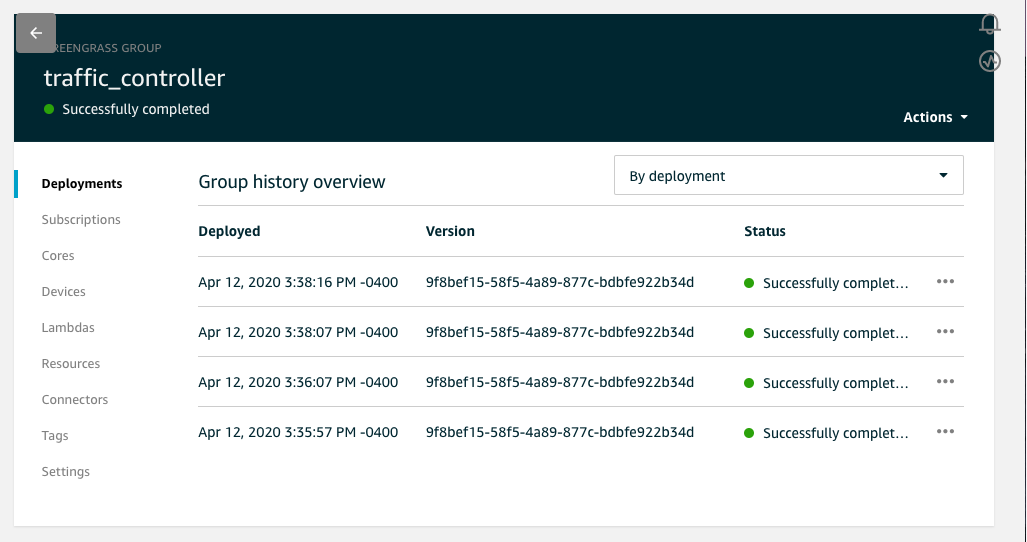 REENGRASS GROUP
traffic_controller
Successfully completed
Actions
Deployments
Subscriptions
Cores
Devices
Lambdas
Resources
Connectors
Tags
Settings
Group history overview
By deployment
Deployed Version Status
Apr 12, 2020 3:38:16 PM -0400 9f8bef15-58f5-4a89-877c-bdbfe922b34d Successfully complet...
Apr 12, 2020 3:38:07 PM -0400 9f8bef15-58f5-4a89-877c-bdbfe922b34d Successfully complet...
Apr 12, 2020 3:36:07 PM -0400 9f8bef15-58f5-4a89-877c-bdbfe922b34d Successfully complet...
Apr 12, 2020 3:35:57 PM -0400 9f8bef15-58f5-4a89-877c-bdbfe922b34d Successfully complet...